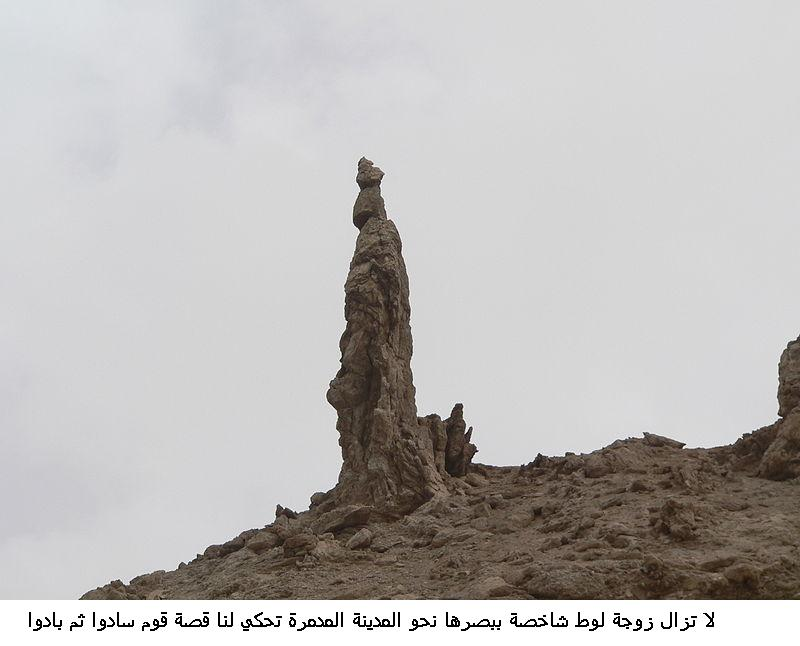 لا تزال زوجة لوط شاخصة ببصرها نحو المدينة المدمرة تحكي لنا قصة قوم سادوا ثم بادوا